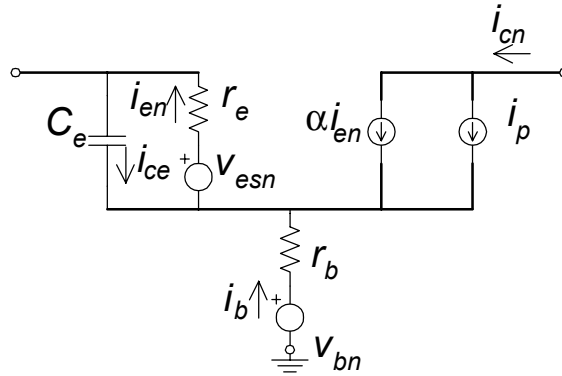 i_cn
i_en
r_e
αi_en
i_p
C_e
i_ce
+
v_esn
r_b
i_b
+
v_bn